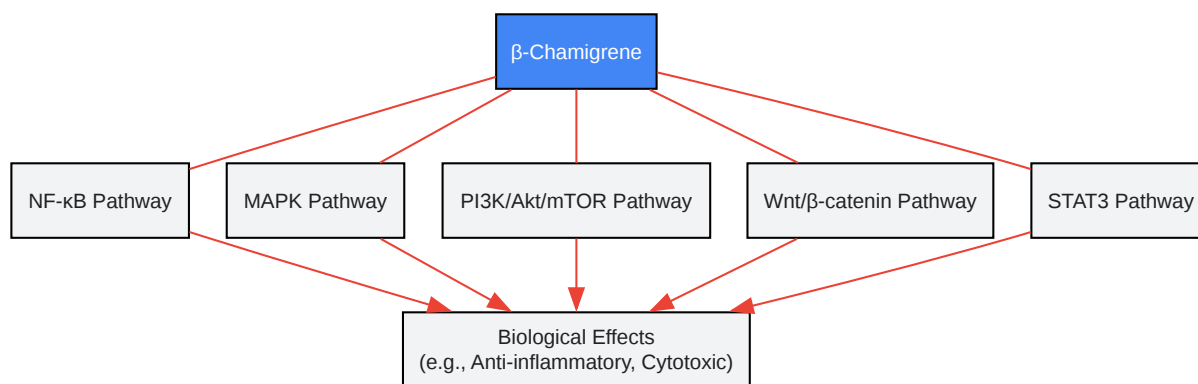 β-Chamigrene
NF-κB Pathway
MAPK Pathway
PI3K/Akt/mTOR Pathway
Wnt/β-catenin Pathway
STAT3 Pathway
Biological Effects
(e.g., Anti-inflammatory, Cytotoxic)